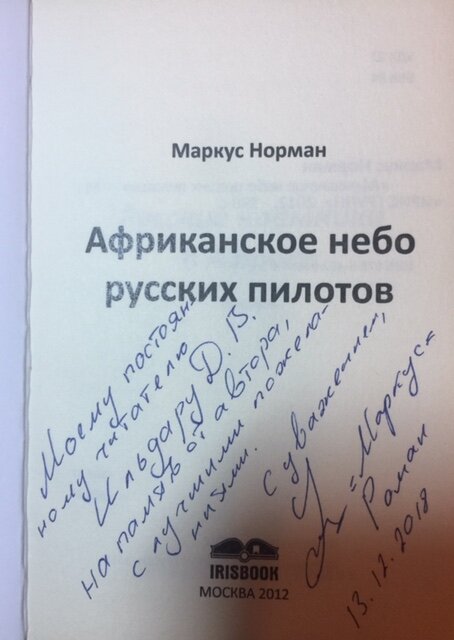 Маркус Норман
Африканское небо
русских пилотов
Моему постоян-
ному читателю
Ильдару Д. В.
на память от автора,
с лучшими пожела-
ниями.
С уважением,
=Маркус=
Роман
13.12.2018
IRISBOOK
МОСКВА 2012